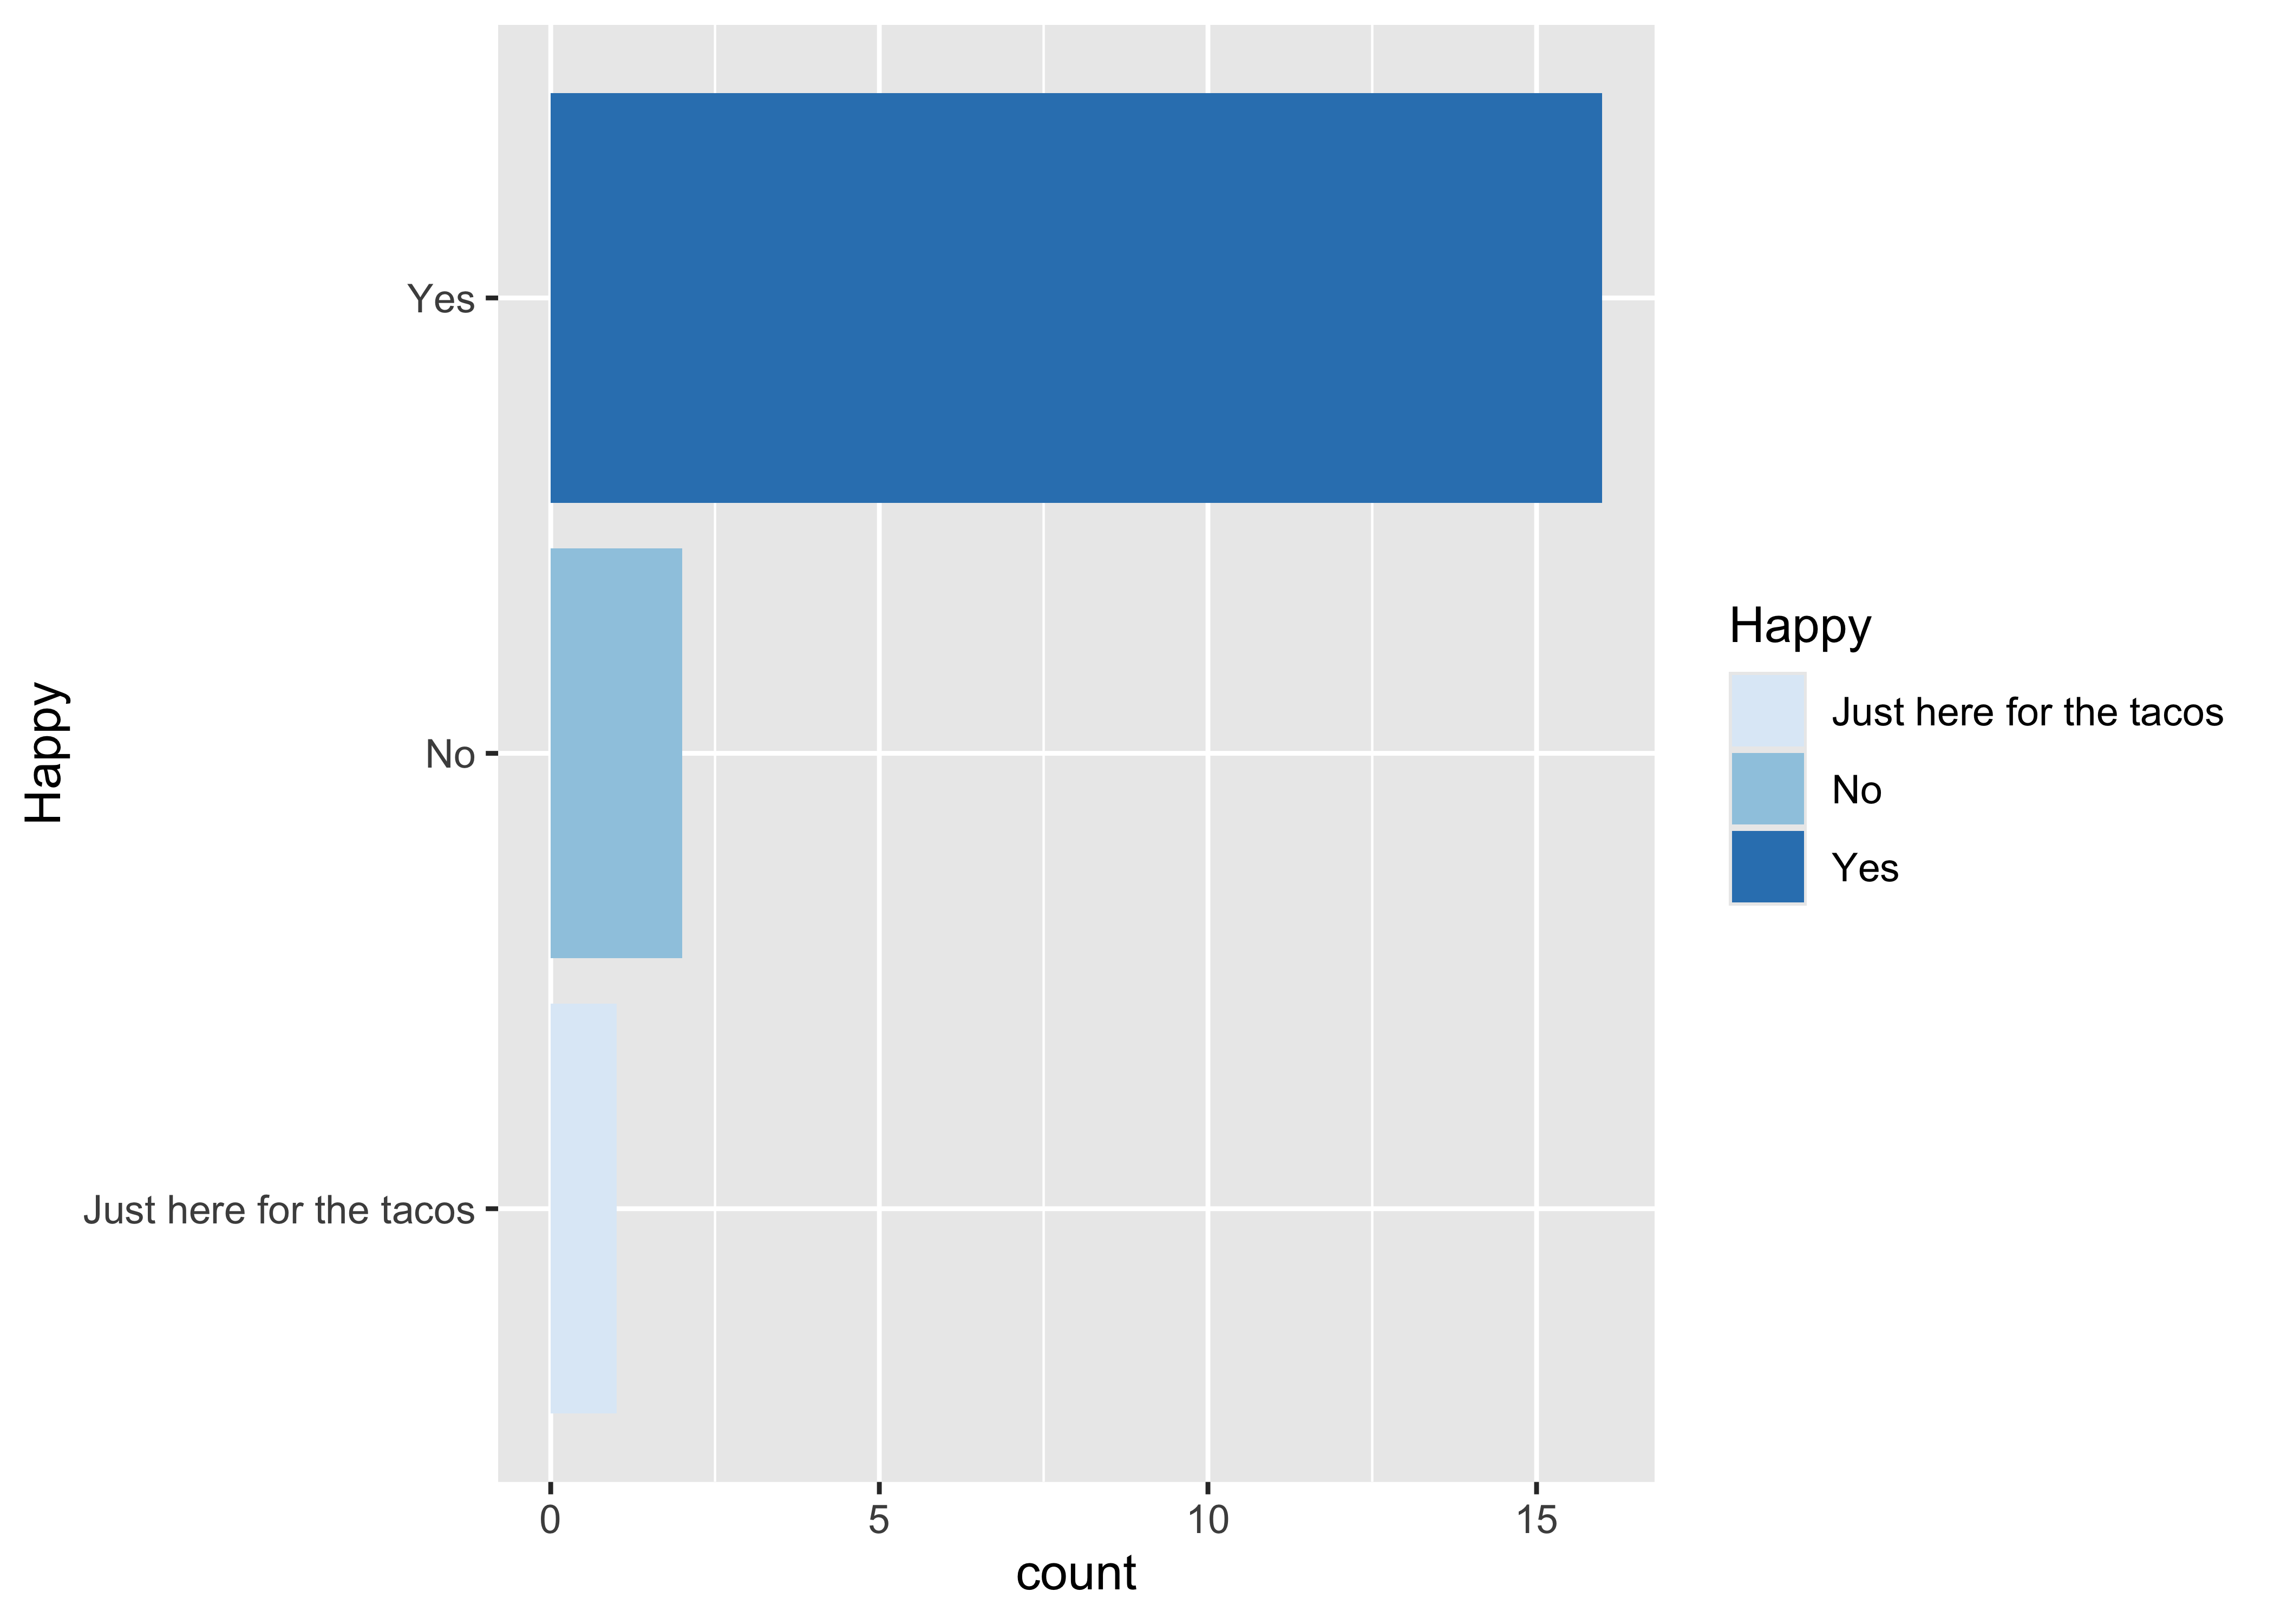 Happy
Yes
No
Just here for the tacos
0
5
10
15
count
Happy
Just here for the tacos
No
Yes